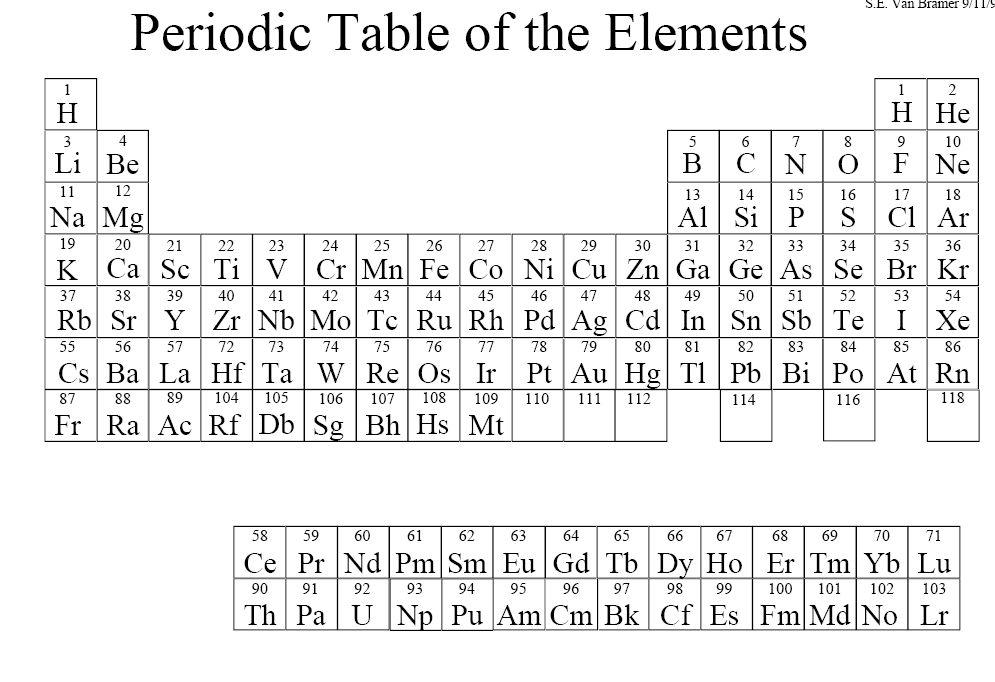 S.E. Van Bramer 9/11/9
Periodic Table of the Elements
1 1 2
H H He
3 4 5 6 7 8 9 10
Li Be B C N O F Ne
11 12 13 14 15 16 17 18
Na Mg Al Si P S Cl Ar
19 20 21 22 23 24 25 26 27 28 29 30 31 32 33 34 35 36
K Ca Sc Ti V Cr Mn Fe Co Ni Cu Zn Ga Ge As Se Br Kr
37 38 39 40 41 42 43 44 45 46 47 48 49 50 51 52 53 54
Rb Sr Y Zr Nb Mo Tc Ru Rh Pd Ag Cd In Sn Sb Te I Xe
55 56 57 72 73 74 75 76 77 78 79 80 81 82 83 84 85 86
Cs Ba La Hf Ta W Re Os Ir Pt Au Hg Tl Pb Bi Po At Rn
87 88 89 104 105 106 107 108 109 110 111 112 114 116 118
Fr Ra Ac Rf Db Sg Bh Hs Mt
58 59 60 61 62 63 64 65 66 67 68 69 70 71
Ce Pr Nd Pm Sm Eu Gd Tb Dy Ho Er Tm Yb Lu
90 91 92 93 94 95 96 97 98 99 100 101 102 103
Th Pa U Np Pu Am Cm Bk Cf Es Fm Md No Lr